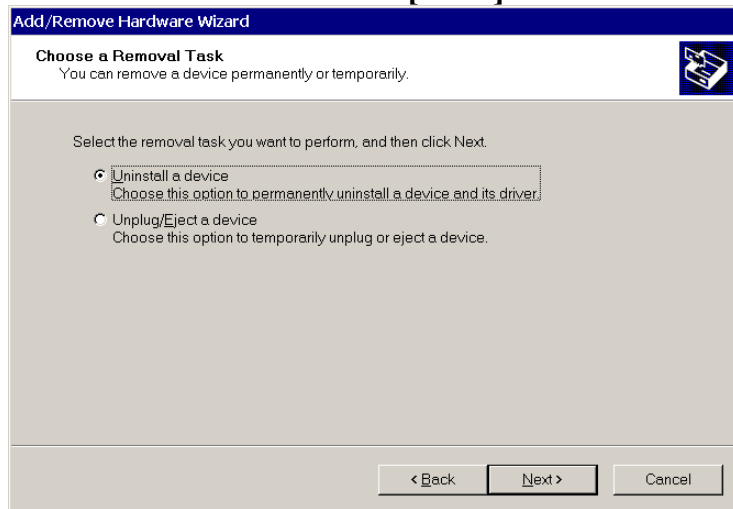 Add/Remove Hardware Wizard
Choose a Removal Task
You can remove a device permanently or temporarily.
Select the removal task you want to perform, and then click Next.
Uninstall a device
Choose this option to permanently uninstall a device and its driver.
Unplug/Eject a device
Choose this option to temporarily unplug or eject a device.
< Back
Next >
Cancel